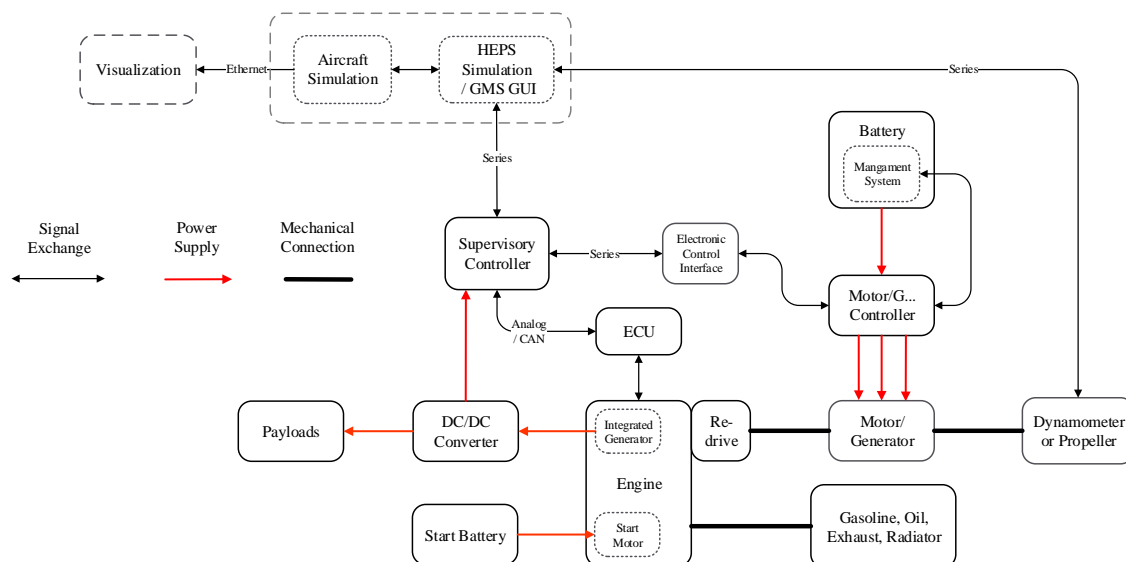 Visualization
Ethernet
Aircraft
Simulation
HEPS
Simulation
/ GMS GUI
Series
Battery
Mangament
System
Series
Signal
Exchange
Power
Supply
Mechanical
Connection
Supervisory
Controller
Series
Electronic
Control
Interface
Motor/G...
Controller
Analog
/ CAN
ECU
Payloads
DC/DC
Converter
Integrated
Generator
Re-
drive
Motor/
Generator
Dynamometer
or Propeller
Engine
Start Battery
Start
Motor
Gasoline, Oil,
Exhaust, Radiator